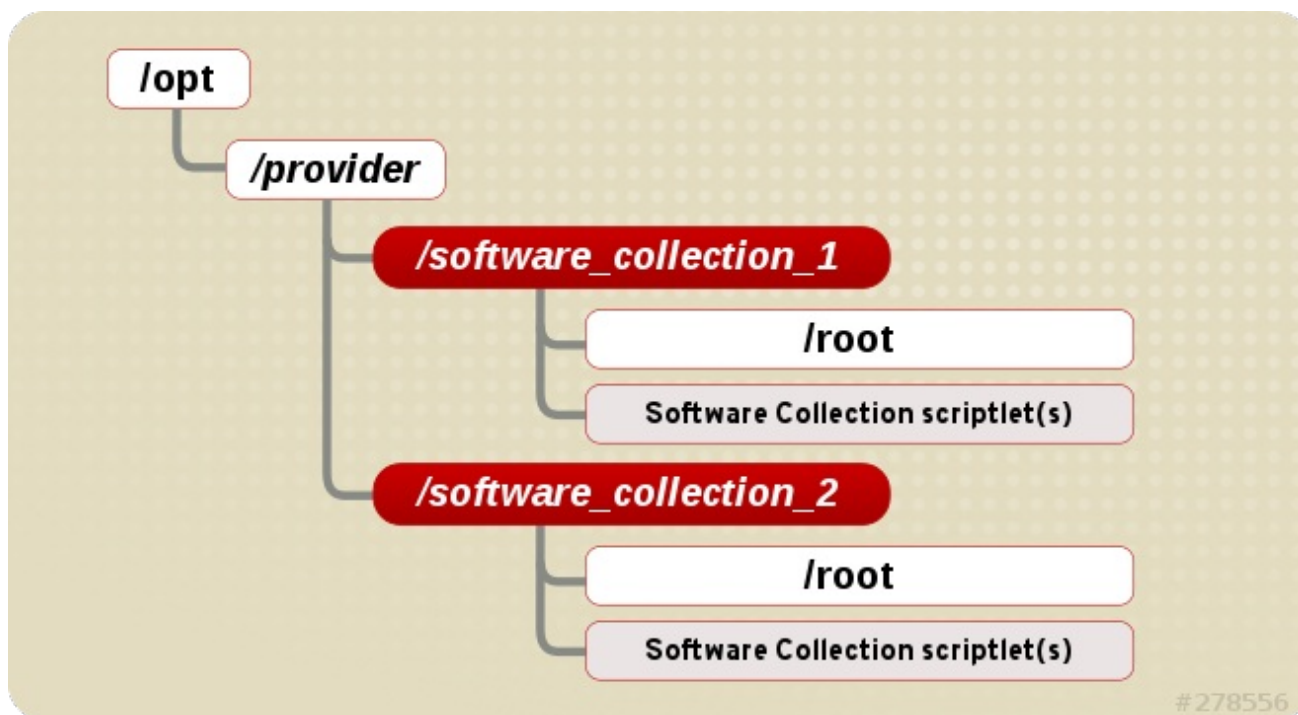 /opt
/provider
/software_collection_1
/root
Software Collection scriptlet(s)
/software_collection_2
/root
Software Collection scriptlet(s)
#278556